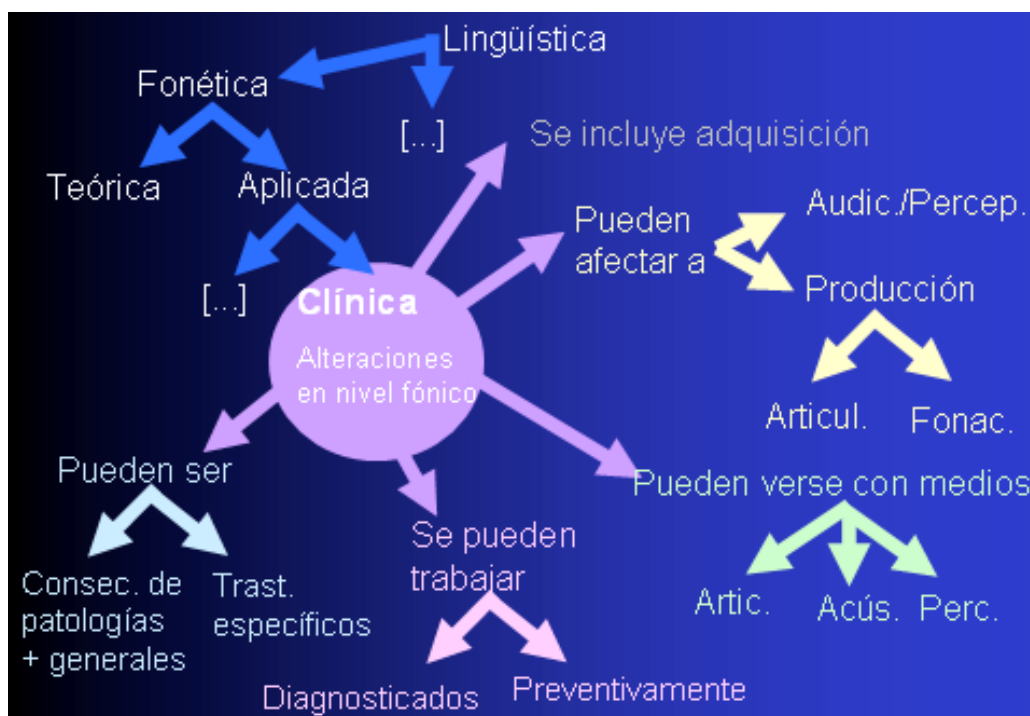 Lingüística
Fonética
[...]
Se incluye adquisición
Teórica
Aplicada
Audic./Percep.
Pueden
afectar a
Producción
[...]
Clínica
Alteraciones
en nivel fónico
Articul.
Fonac.
Pueden ser
Pueden verse con medios
Se pueden
trabajar
Consec. de
patologías
+ generales
Trast.
específicos
Artic.
Acús.
Perc.
Diagnosticados
Preventivamente